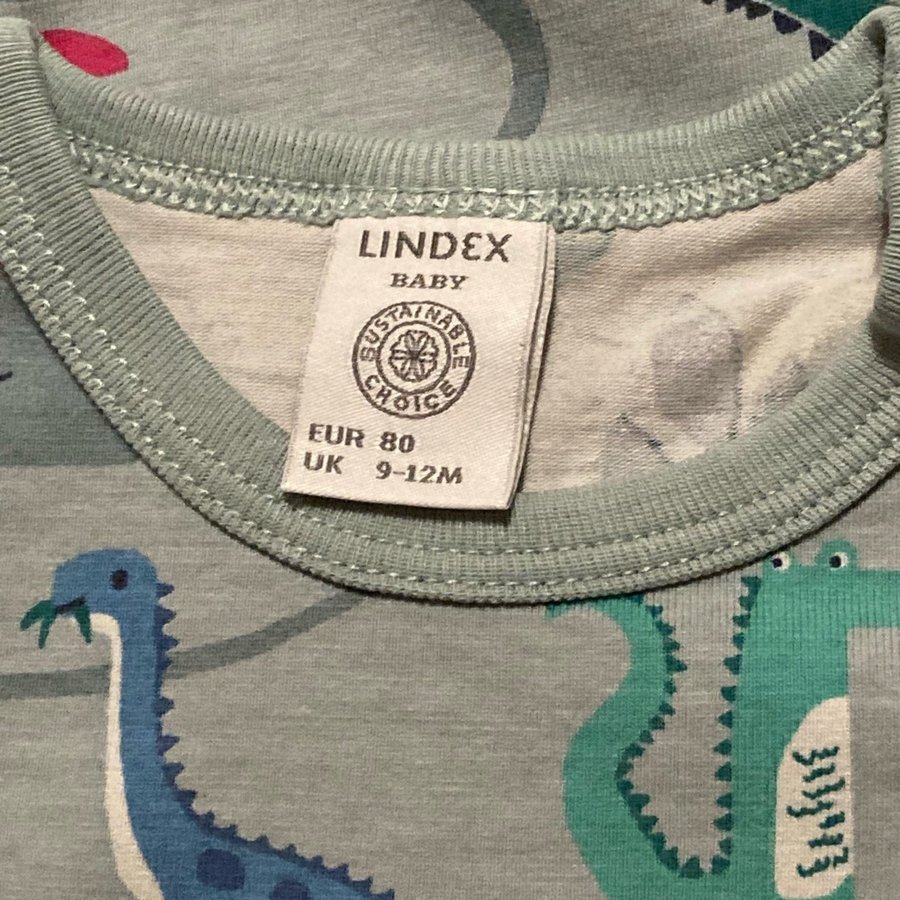 LINDEX
BABY
SUSTAINABLE
CHOICE
EUR 80
UK 9-12M